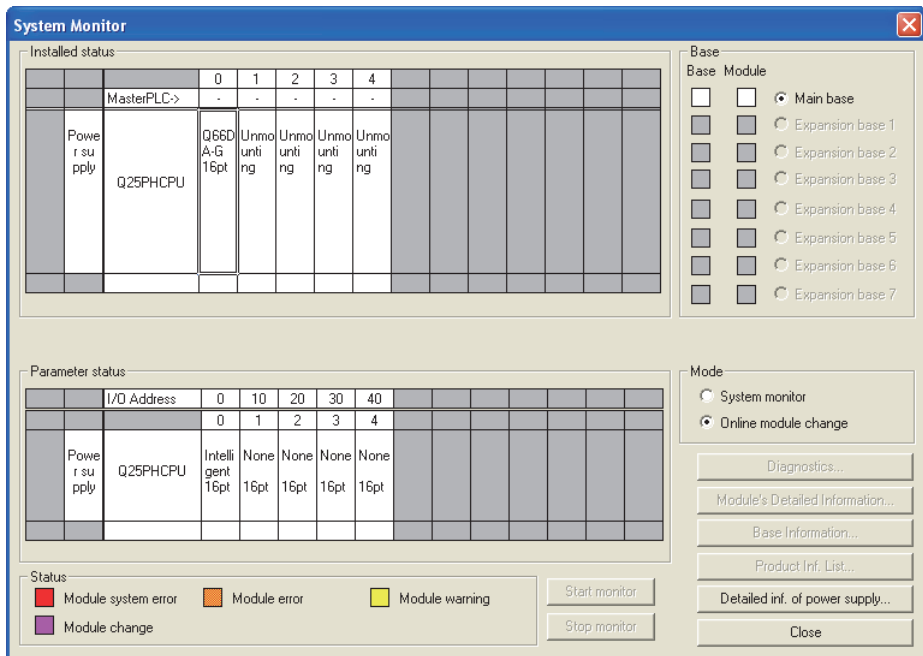 System Monitor
Installed status
0 1 2 3 4
MasterPLC-> - - - - -
Powe
r su
pply
Q25PHCPU
Q66D
A-G
16pt
Unmo
unti
ng
Unmo
unti
ng
Unmo
unti
ng
Unmo
unti
ng
Base
Base Module
Main base
Expansion base 1
Expansion base 2
Expansion base 3
Expansion base 4
Expansion base 5
Expansion base 6
Expansion base 7
Parameter status
I/O Address 0 10 20 30 40
0 1 2 3 4
Powe
r su
pply
Q25PHCPU
Intelli
gent
16pt
None
16pt
None
16pt
None
16pt
None
16pt
Mode
System monitor
Online module change
Diagnostics...
Module's Detailed Information...
Base Information...
Product Inf. List...
Detailed inf. of power supply...
Close
Status
Module system error
Module error
Module warning
Module change
Start monitor
Stop monitor